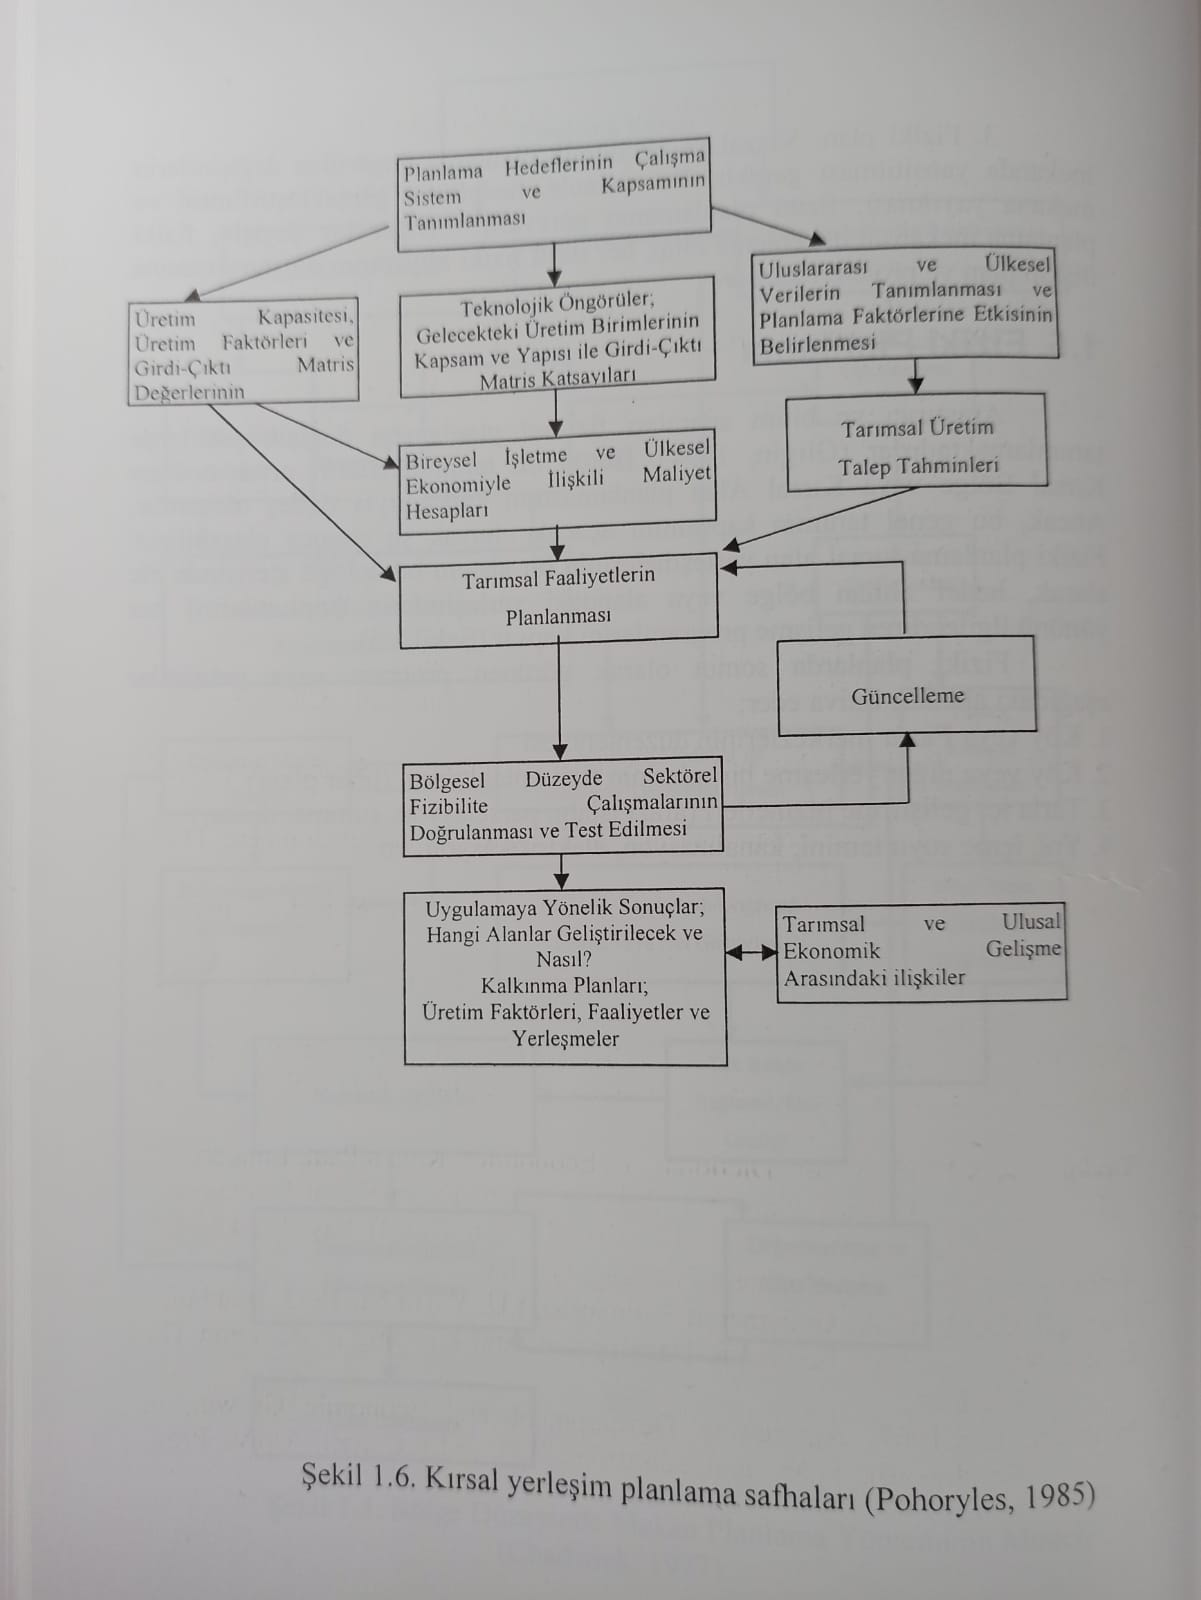 Planlama Hedeflerinin Çalışma
Sistem ve Kapsamının
Tanımlanması
Üretim Kapasitesi,
Üretim Faktörleri ve
Girdi-Çıktı Matris
Değerlerinin
Teknolojik Öngörüler;
Gelecekteki Üretim Birimlerinin
Kapsam ve Yapısı ile Girdi-Çıktı
Matris Katsayıları
Uluslararası ve Ülkesel
Verilerin Tanımlanması ve
Planlama Faktörlerine Etkisinin
Belirlenmesi
Bireysel İşletme ve Ülkesel
Ekonomiyle İlişkili Maliyet
Hesapları
Tarımsal Üretim
Talep Tahminleri
Tarımsal Faaliyetlerin
Planlanması
Güncelleme
Bölgesel Düzeyde Sektörel
Fizibilite Çalışmalarının
Doğrulanması ve Test Edilmesi
Uygulamaya Yönelik Sonuçlar;
Hangi Alanlar Geliştirilecek ve
Nasıl?
Kalkınma Planları;
Üretim Faktörleri, Faaliyetler ve
Yerleşmeler
Tarımsal ve Ulusal
Ekonomik Gelişme
Arasındaki ilişkiler
Şekil 1.6. Kırsal yerleşim planlama safhaları (Pohoryles, 1985)